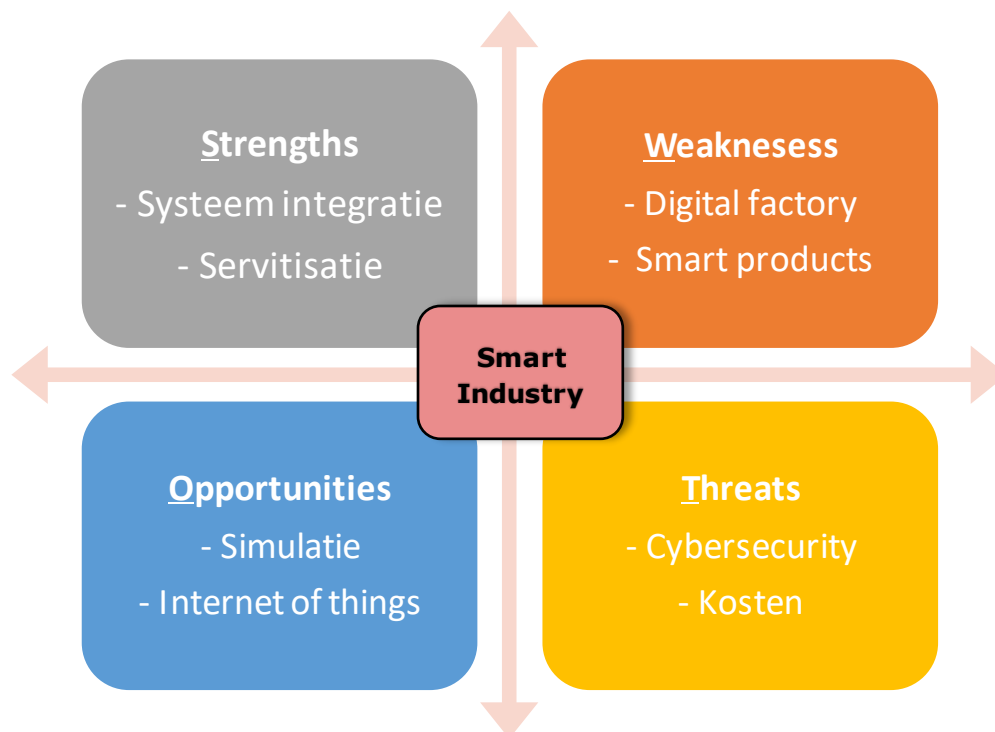 Strengths
- Systeem integratie
- Servitisatie
Weaknesess
- Digital factory
- Smart products
Smart
Industry
Opportunities
- Simulatie
- Internet of things
Threats
- Cybersecurity
- Kosten